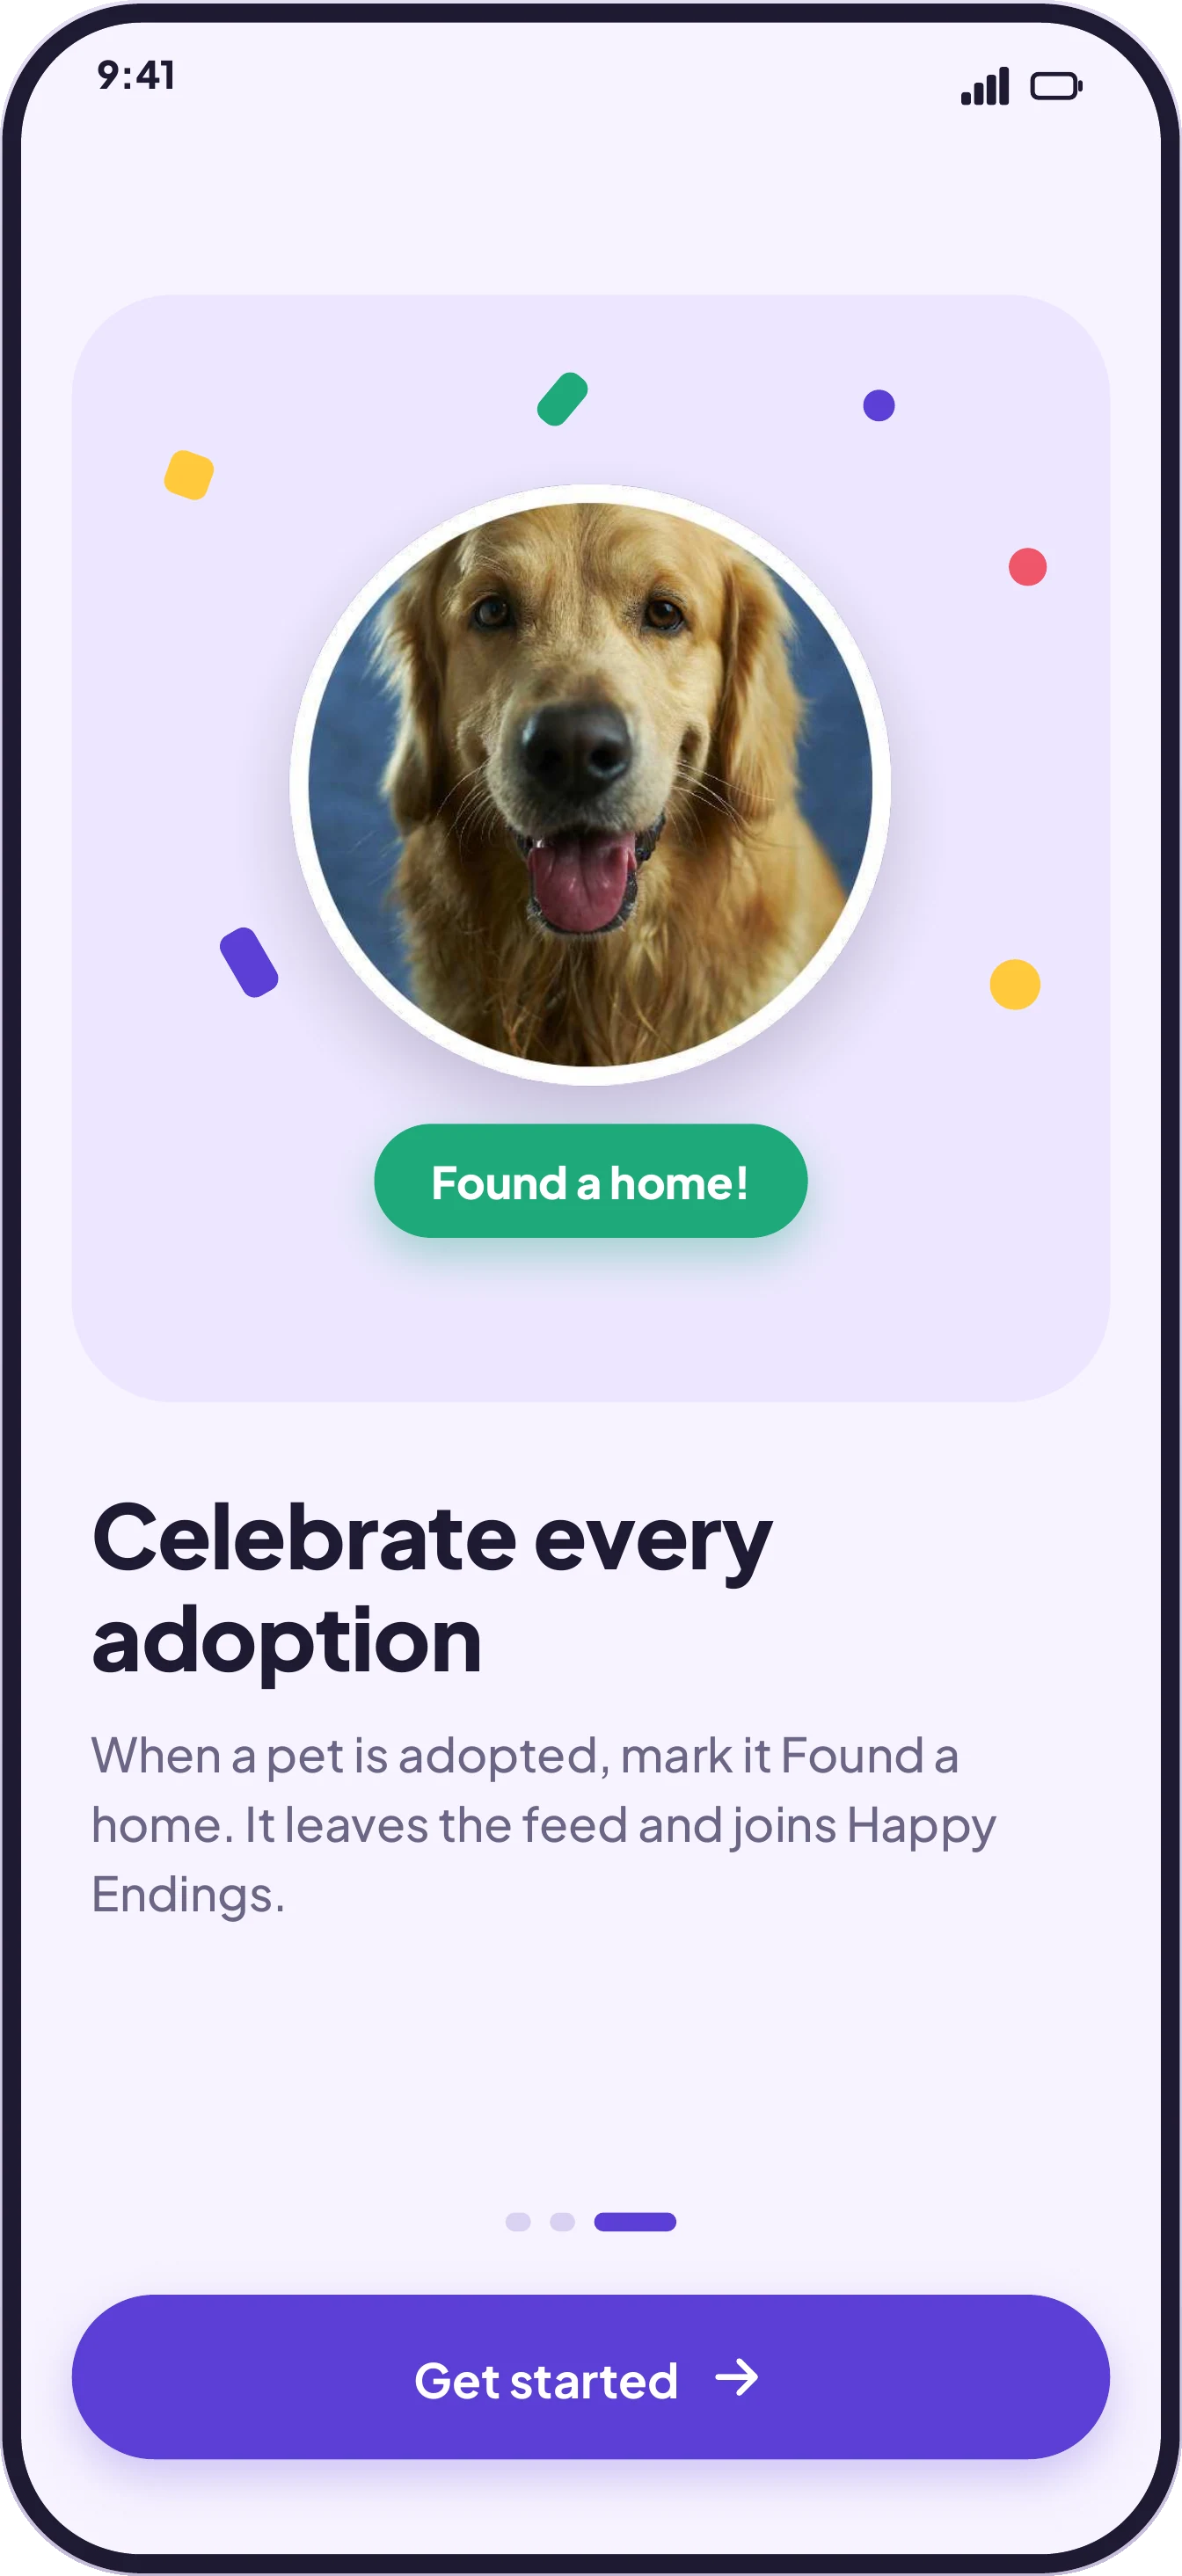 9:41
Found a home!
Celebrate every
adoption
When a pet is adopted, mark it Found a
home. It leaves the feed and joins Happy
Endings.
Get started